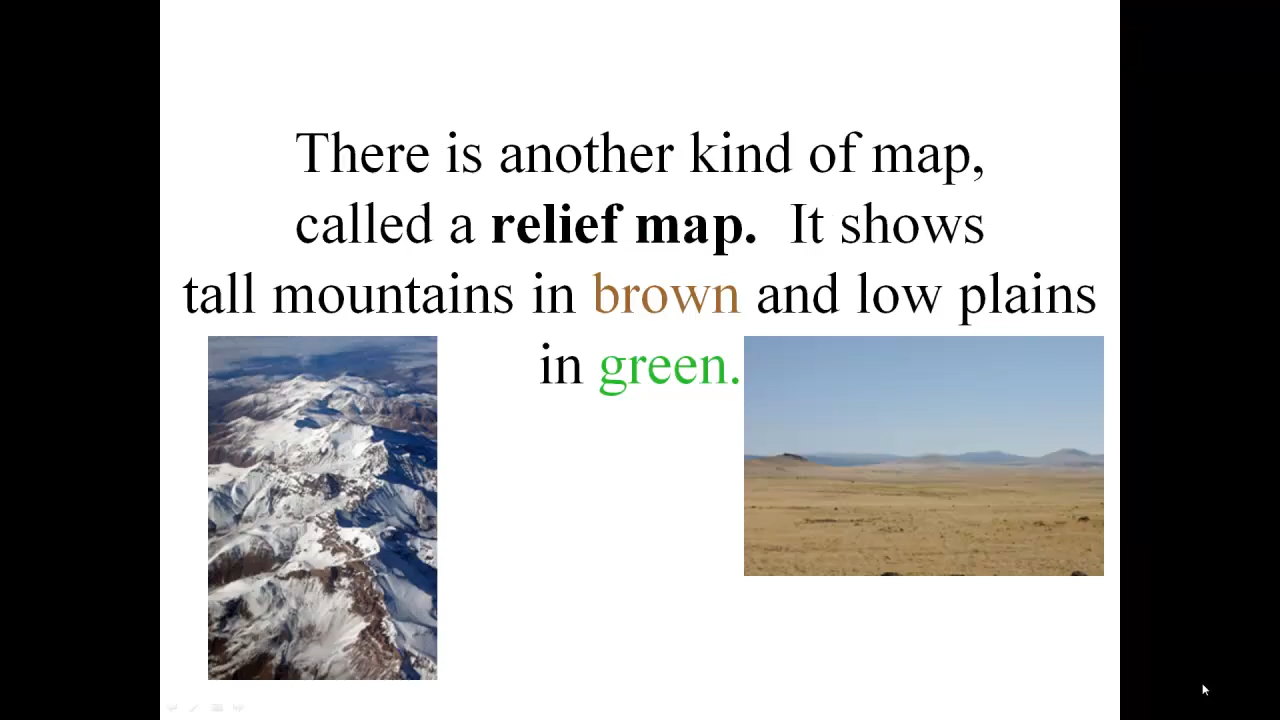 There is another kind of map,
called a relief map.  It shows
tall mountains in brown and low plains
in green.